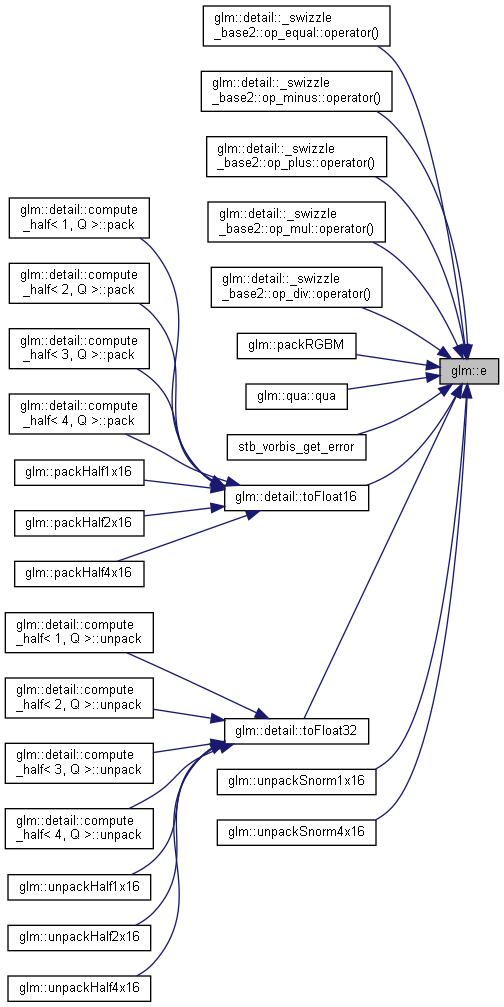 glm::detail::_swizzle
_base2::op_equal::operator()
glm::detail::_swizzle
_base2::op_minus::operator()
glm::detail::_swizzle
_base2::op_plus::operator()
glm::detail::_swizzle
_base2::op_mul::operator()
glm::detail::_swizzle
_base2::op_div::operator()
glm::packRGBM
glm::e
glm::qua::qua
stb_vorbis_get_error
glm::detail::compute
_half< 1, Q >::pack
glm::detail::compute
_half< 2, Q >::pack
glm::detail::compute
_half< 3, Q >::pack
glm::detail::compute
_half< 4, Q >::pack
glm::packHalf1x16
glm::detail::toFloat16
glm::packHalf2x16
glm::packHalf4x16
glm::detail::compute
_half< 1, Q >::unpack
glm::detail::compute
_half< 2, Q >::unpack
glm::detail::toFloat32
glm::detail::compute
_half< 3, Q >::unpack
glm::unpackSnorm1x16
glm::detail::compute
_half< 4, Q >::unpack
glm::unpackSnorm4x16
glm::unpackHalf1x16
glm::unpackHalf2x16
glm::unpackHalf4x16